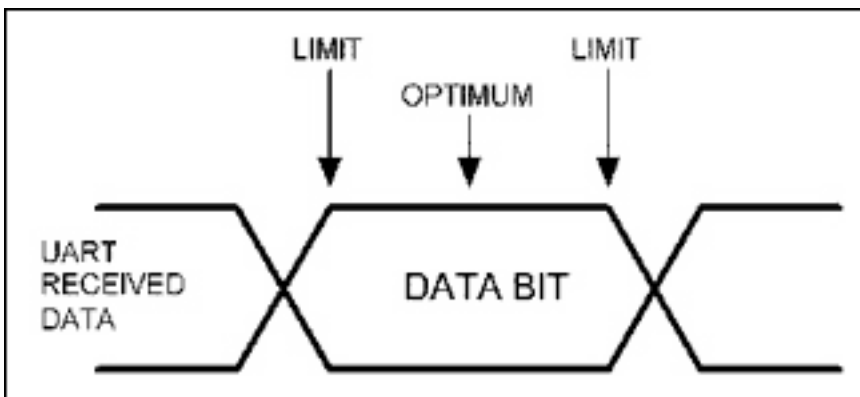 LIMIT
LIMIT
OPTIMUM
UART
RECEIVED
DATA
DATA BIT